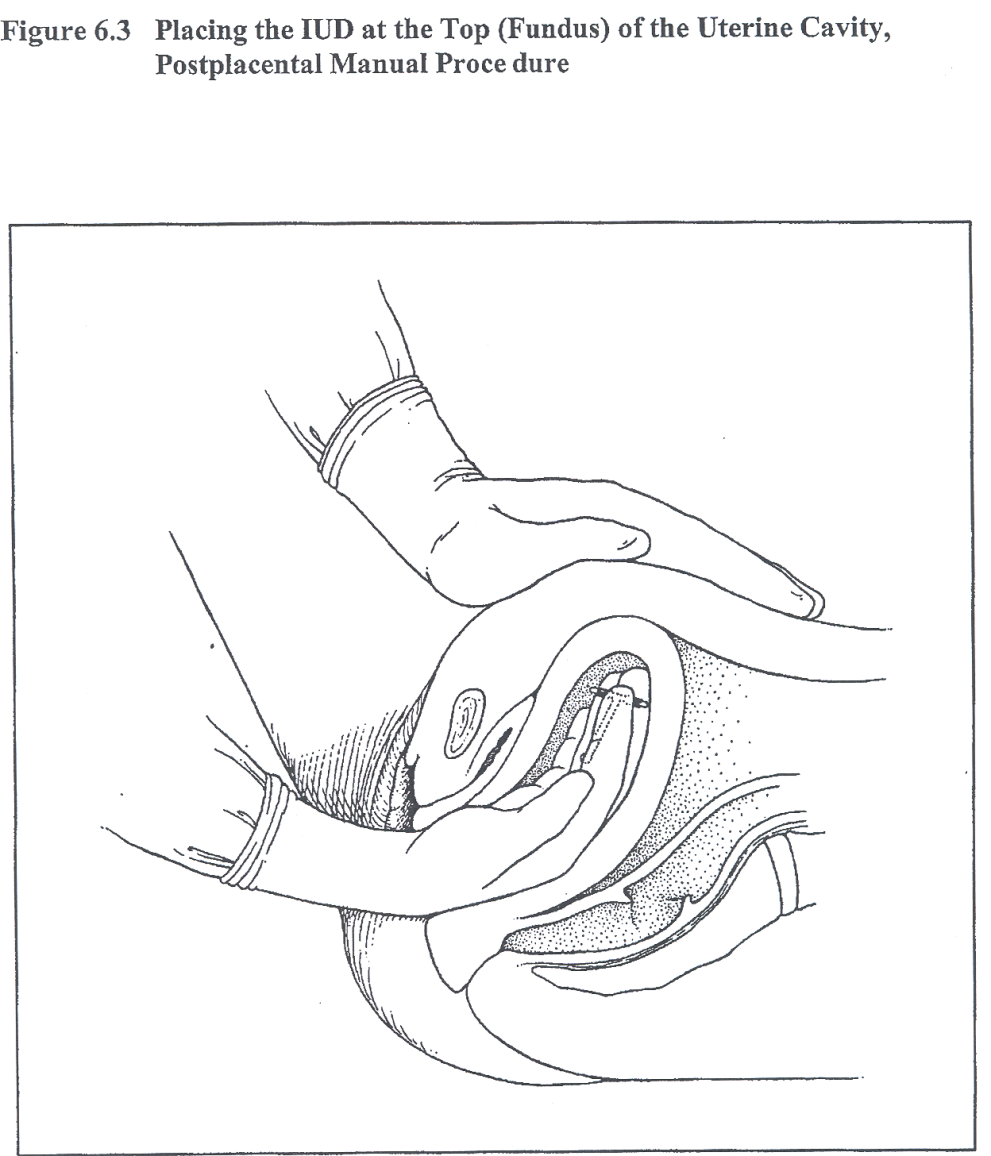 Figure 6.3 Placing the IUD at the Top (Fundus) of the Uterine Cavity,
Postplacental Manual Proce dure